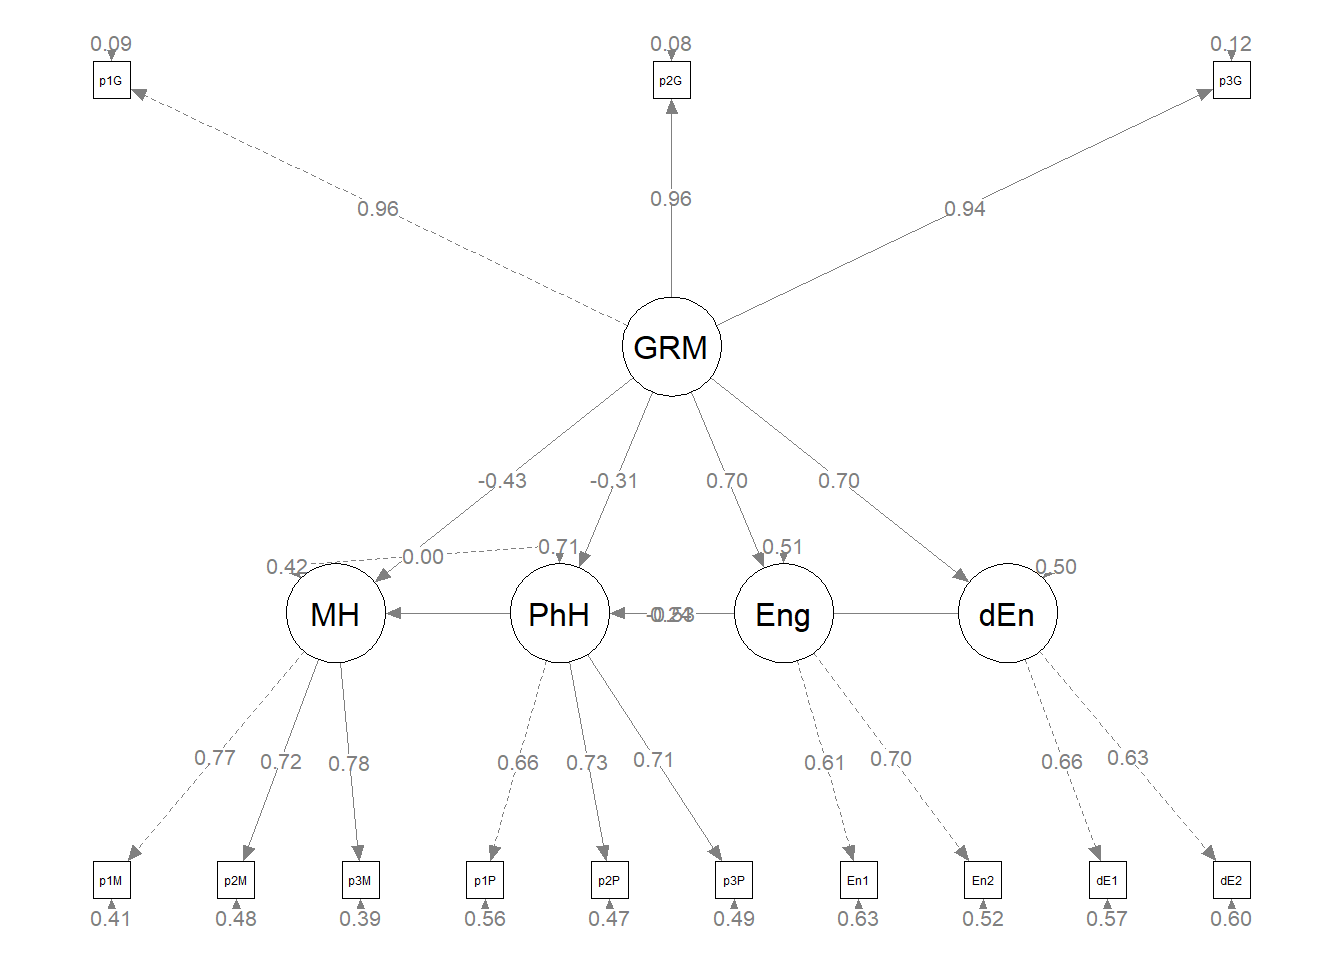 0.09 0.08 0.12
p1G p2G p3G
0.96 0.96 0.94
GRM
-0.43 -0.31 0.70 0.70
0.42 0.00 0.71 0.51 0.50
MH PhH Eng dEn
0.77 0.72 0.78 0.66 0.73 0.71 0.61 0.70 0.66 0.63
p1M p2M p3M p1P p2P p3P En1 En2 dE1 dE2
0.41 0.48 0.39 0.56 0.47 0.49 0.63 0.52 0.57 0.60